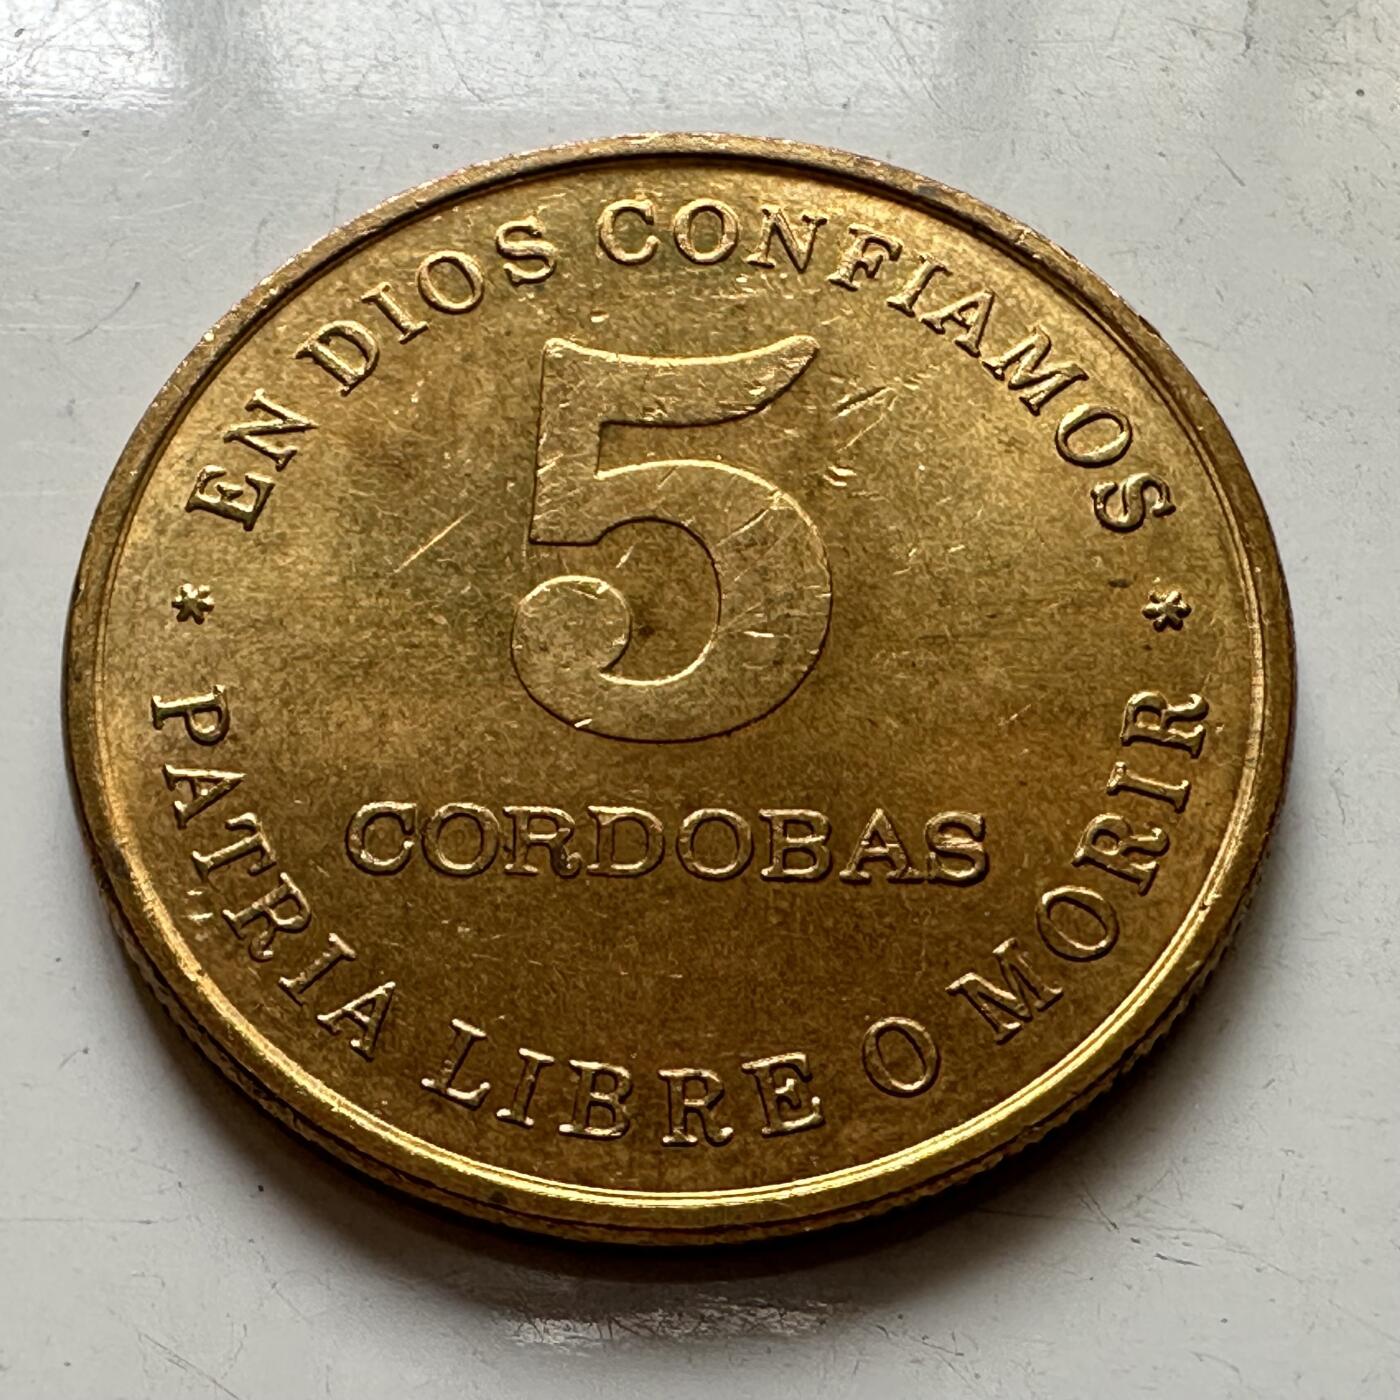 EN DIOS CONFIAMOS
5
CORDOBAS
* PATRIA LIBRE O MORIR *